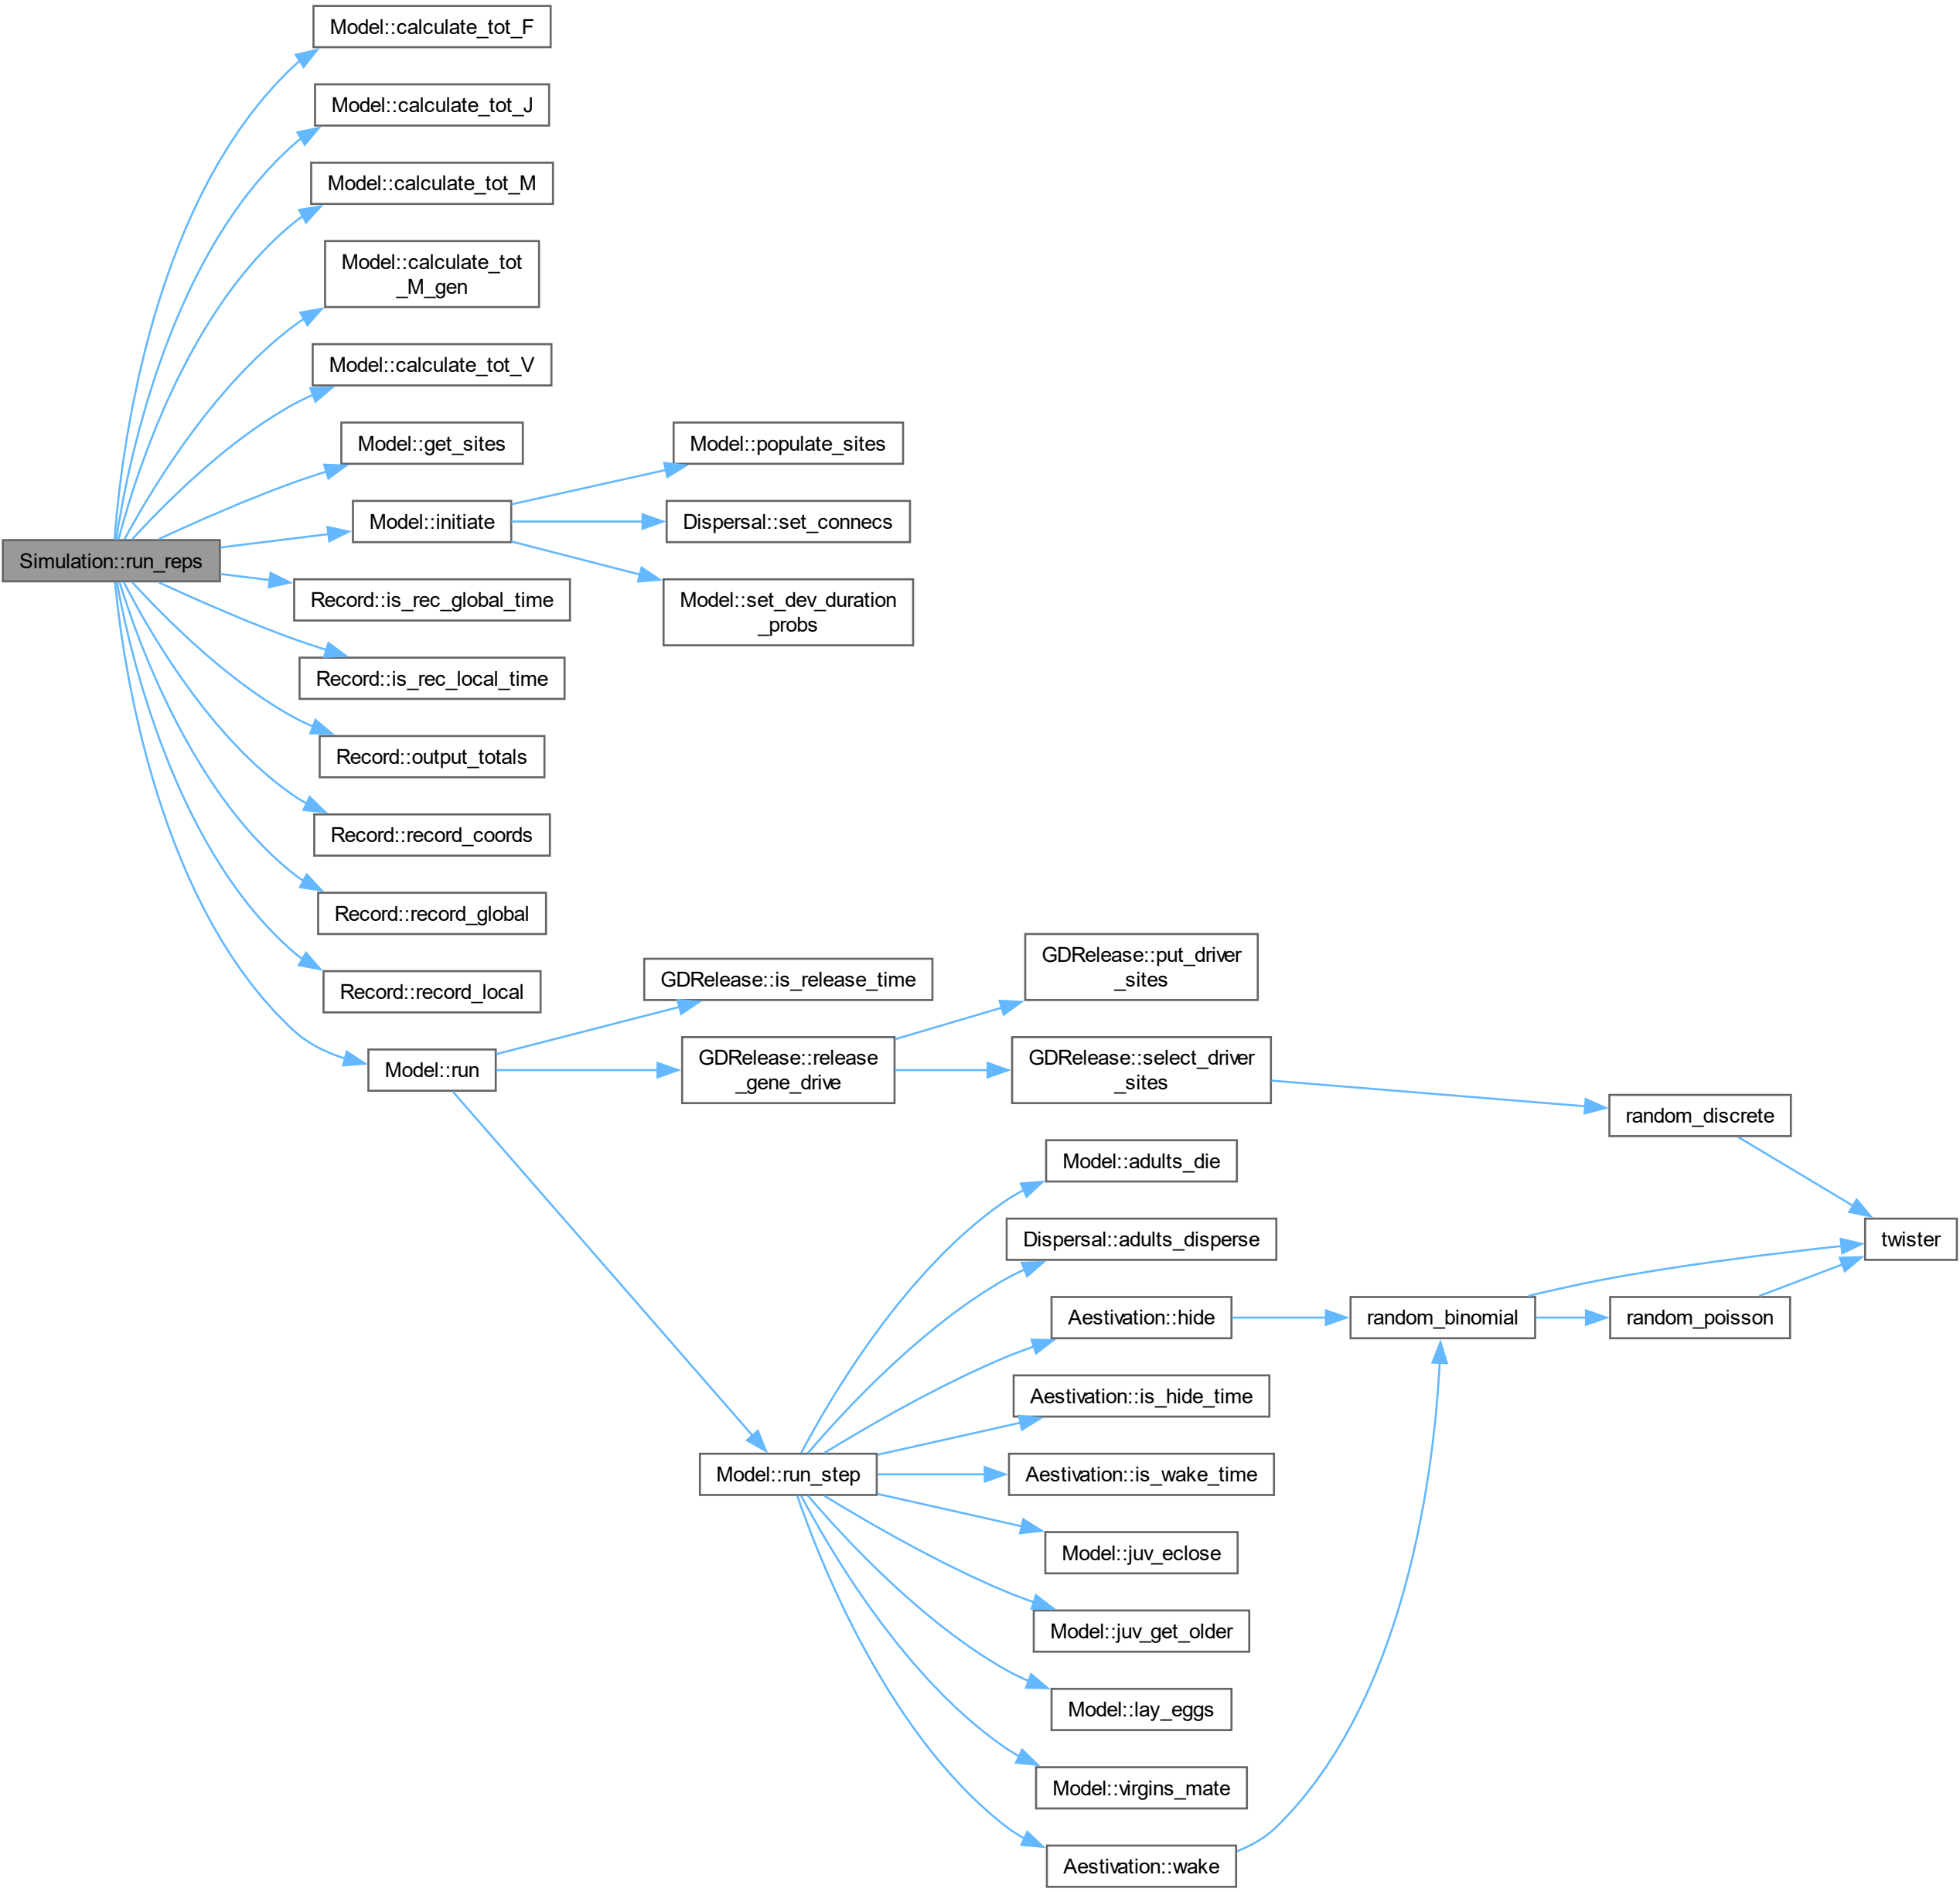 Model::calculate_tot_F
Model::calculate_tot_J
Model::calculate_tot_M
Model::calculate_tot
_M_gen
Model::calculate_tot_V
Model::get_sites
Model::populate_sites
Model::initiate
Dispersal::set_connecs
Simulation::run_reps
Record::is_rec_global_time
Model::set_dev_duration
_probs
Record::is_rec_local_time
Record::output_totals
Record::record_coords
Record::record_global
Record::record_local
GDRelease::is_release_time
GDRelease::put_driver
_sites
Model::run
GDRelease::release
_gene_drive
GDRelease::select_driver
_sites
random_discrete
Model::adults_die
Dispersal::adults_disperse
twister
Aestivation::hide
random_binomial
random_poisson
Aestivation::is_hide_time
Model::run_step
Aestivation::is_wake_time
Model::juv_eclose
Model::juv_get_older
Model::lay_eggs
Model::virgins_mate
Aestivation::wake